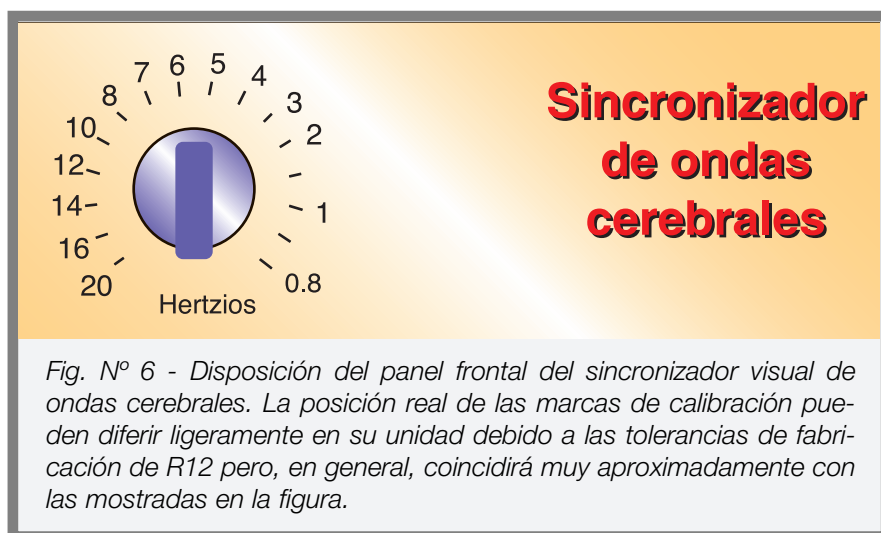 6 5
7 4
8 3
10 2
12
14 1
16
20 0.8
Hertzios
Sincronizador
de ondas
cerebrales
Fig. Nº 6 - Disposición del panel frontal del sincronizador visual de
ondas cerebrales. La posición real de las marcas de calibración pue-
den diferir ligeramente en su unidad debido a las tolerancias de fabri-
cación de R12 pero, en general, coincidirá muy aproximadamente con
las mostradas en la figura.